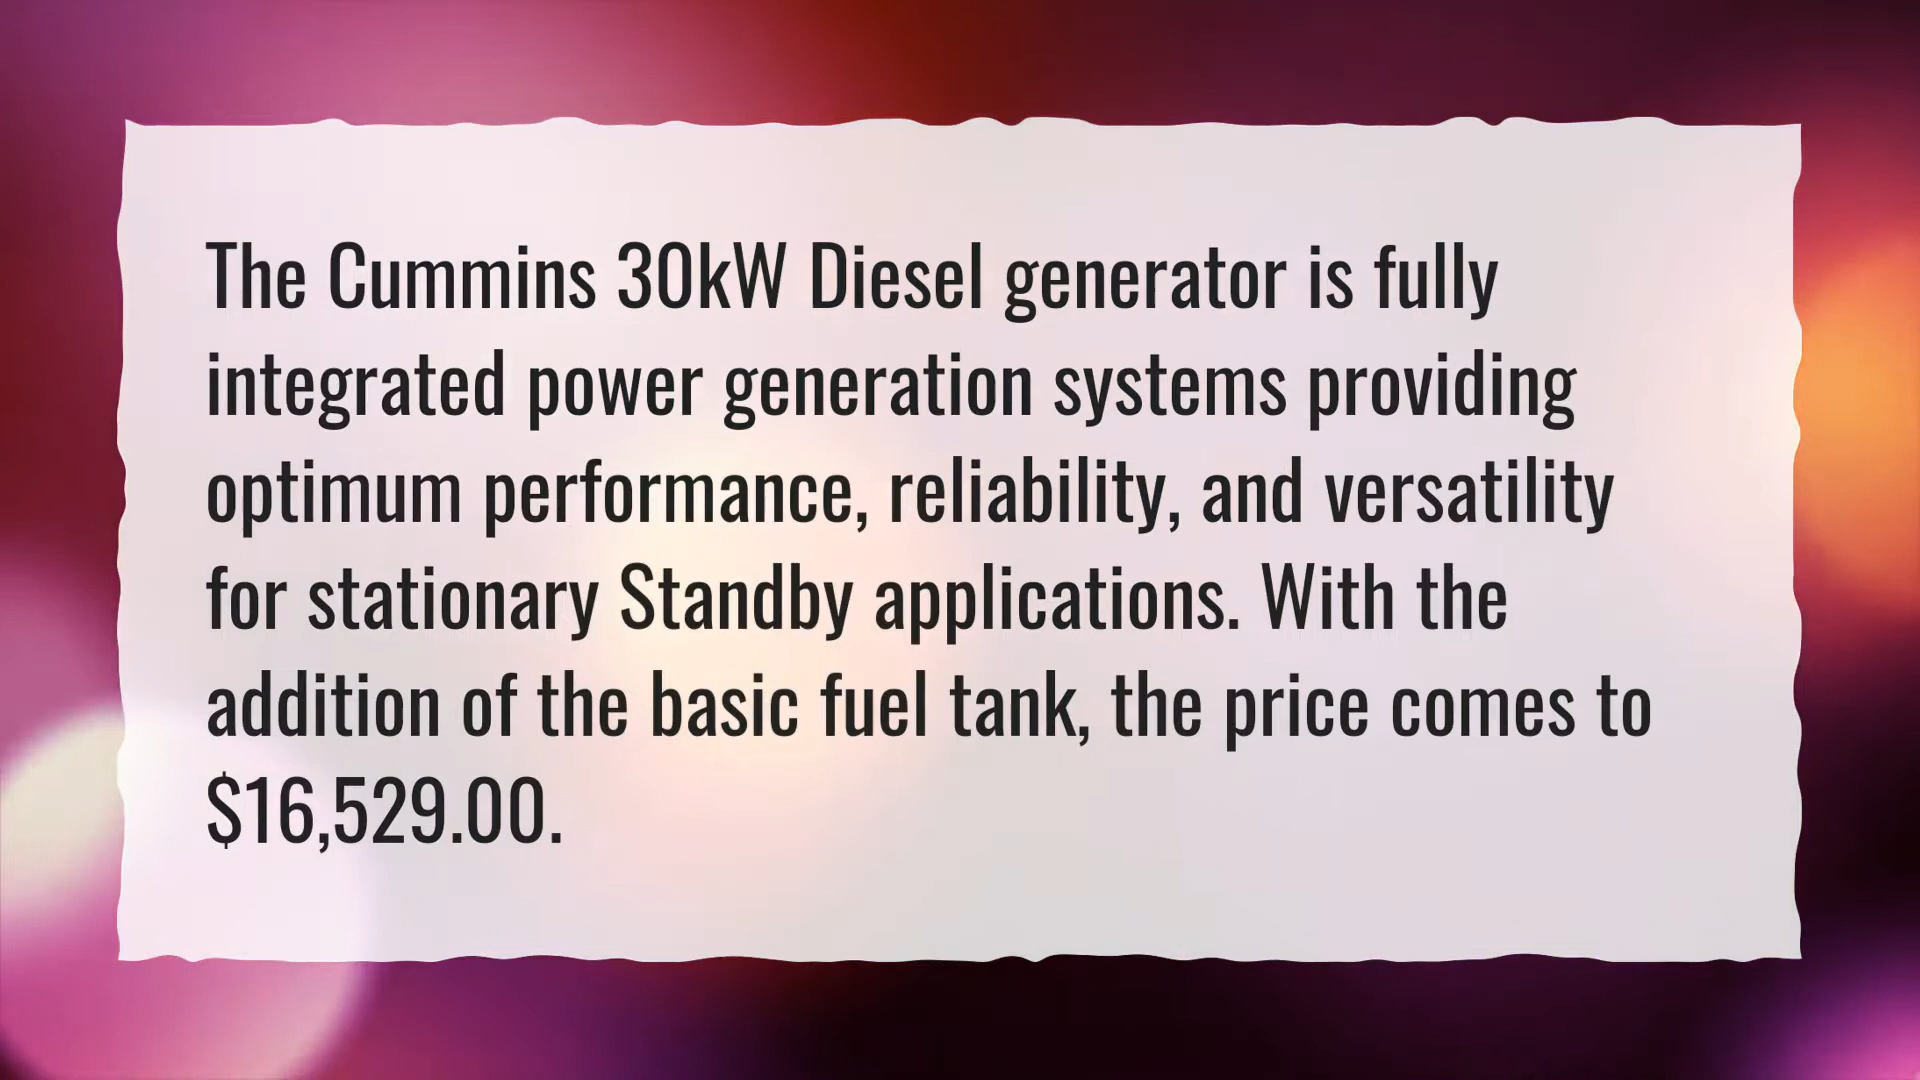 The Cummins 30kW Diesel generator is fully
integrated power generation systems providing
optimum performance, reliability, and versatility
for stationary Standby applications. With the
addition of the basic fuel tank, the price comes to
$16,529.00.